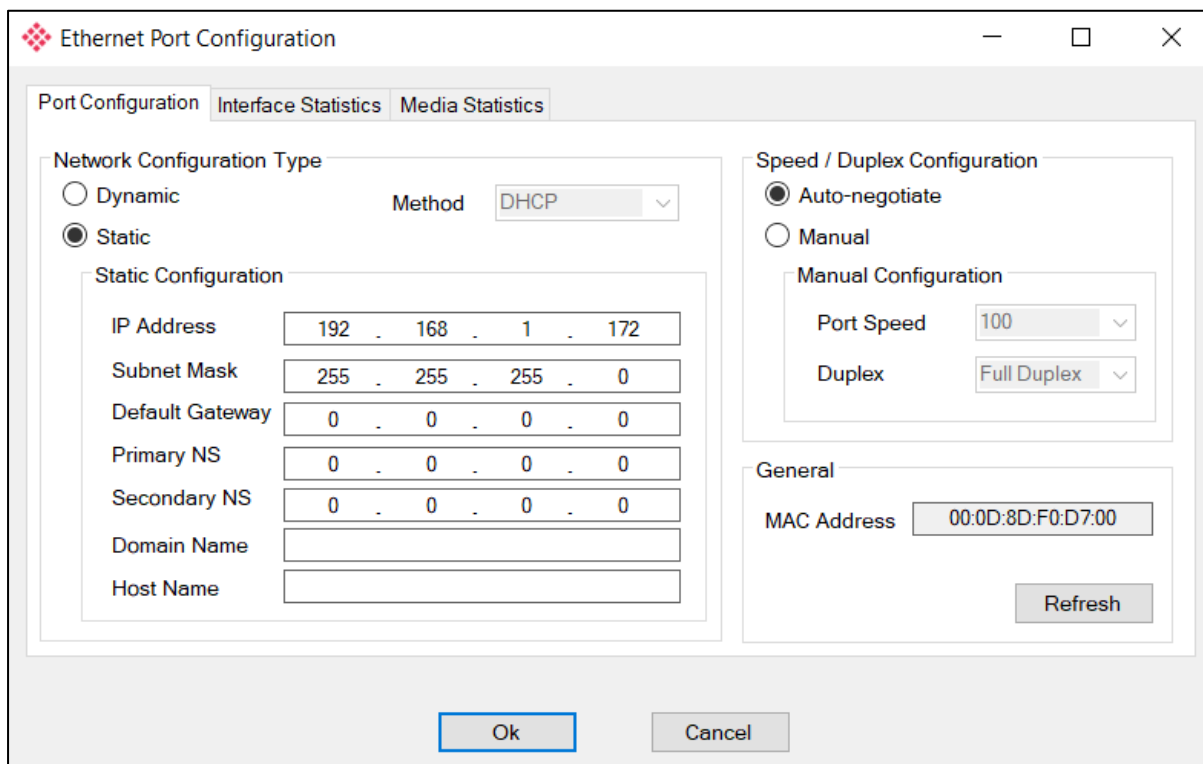 Ethernet Port Configuration
Port Configuration Interface Statistics Media Statistics
Network Configuration Type
Dynamic
Method DHCP
Static
Static Configuration
IP Address 192 . 168 . 1 . 172
Subnet Mask 255 . 255 . 255 . 0
Default Gateway 0 . 0 . 0 . 0
Primary NS 0 . 0 . 0 . 0
Secondary NS 0 . 0 . 0 . 0
Domain Name
Host Name
Speed / Duplex Configuration
Auto-negotiate
Manual
Manual Configuration
Port Speed 100
Duplex Full Duplex
General
MAC Address 00:0D:8D:F0:D7:00
Refresh
Ok Cancel